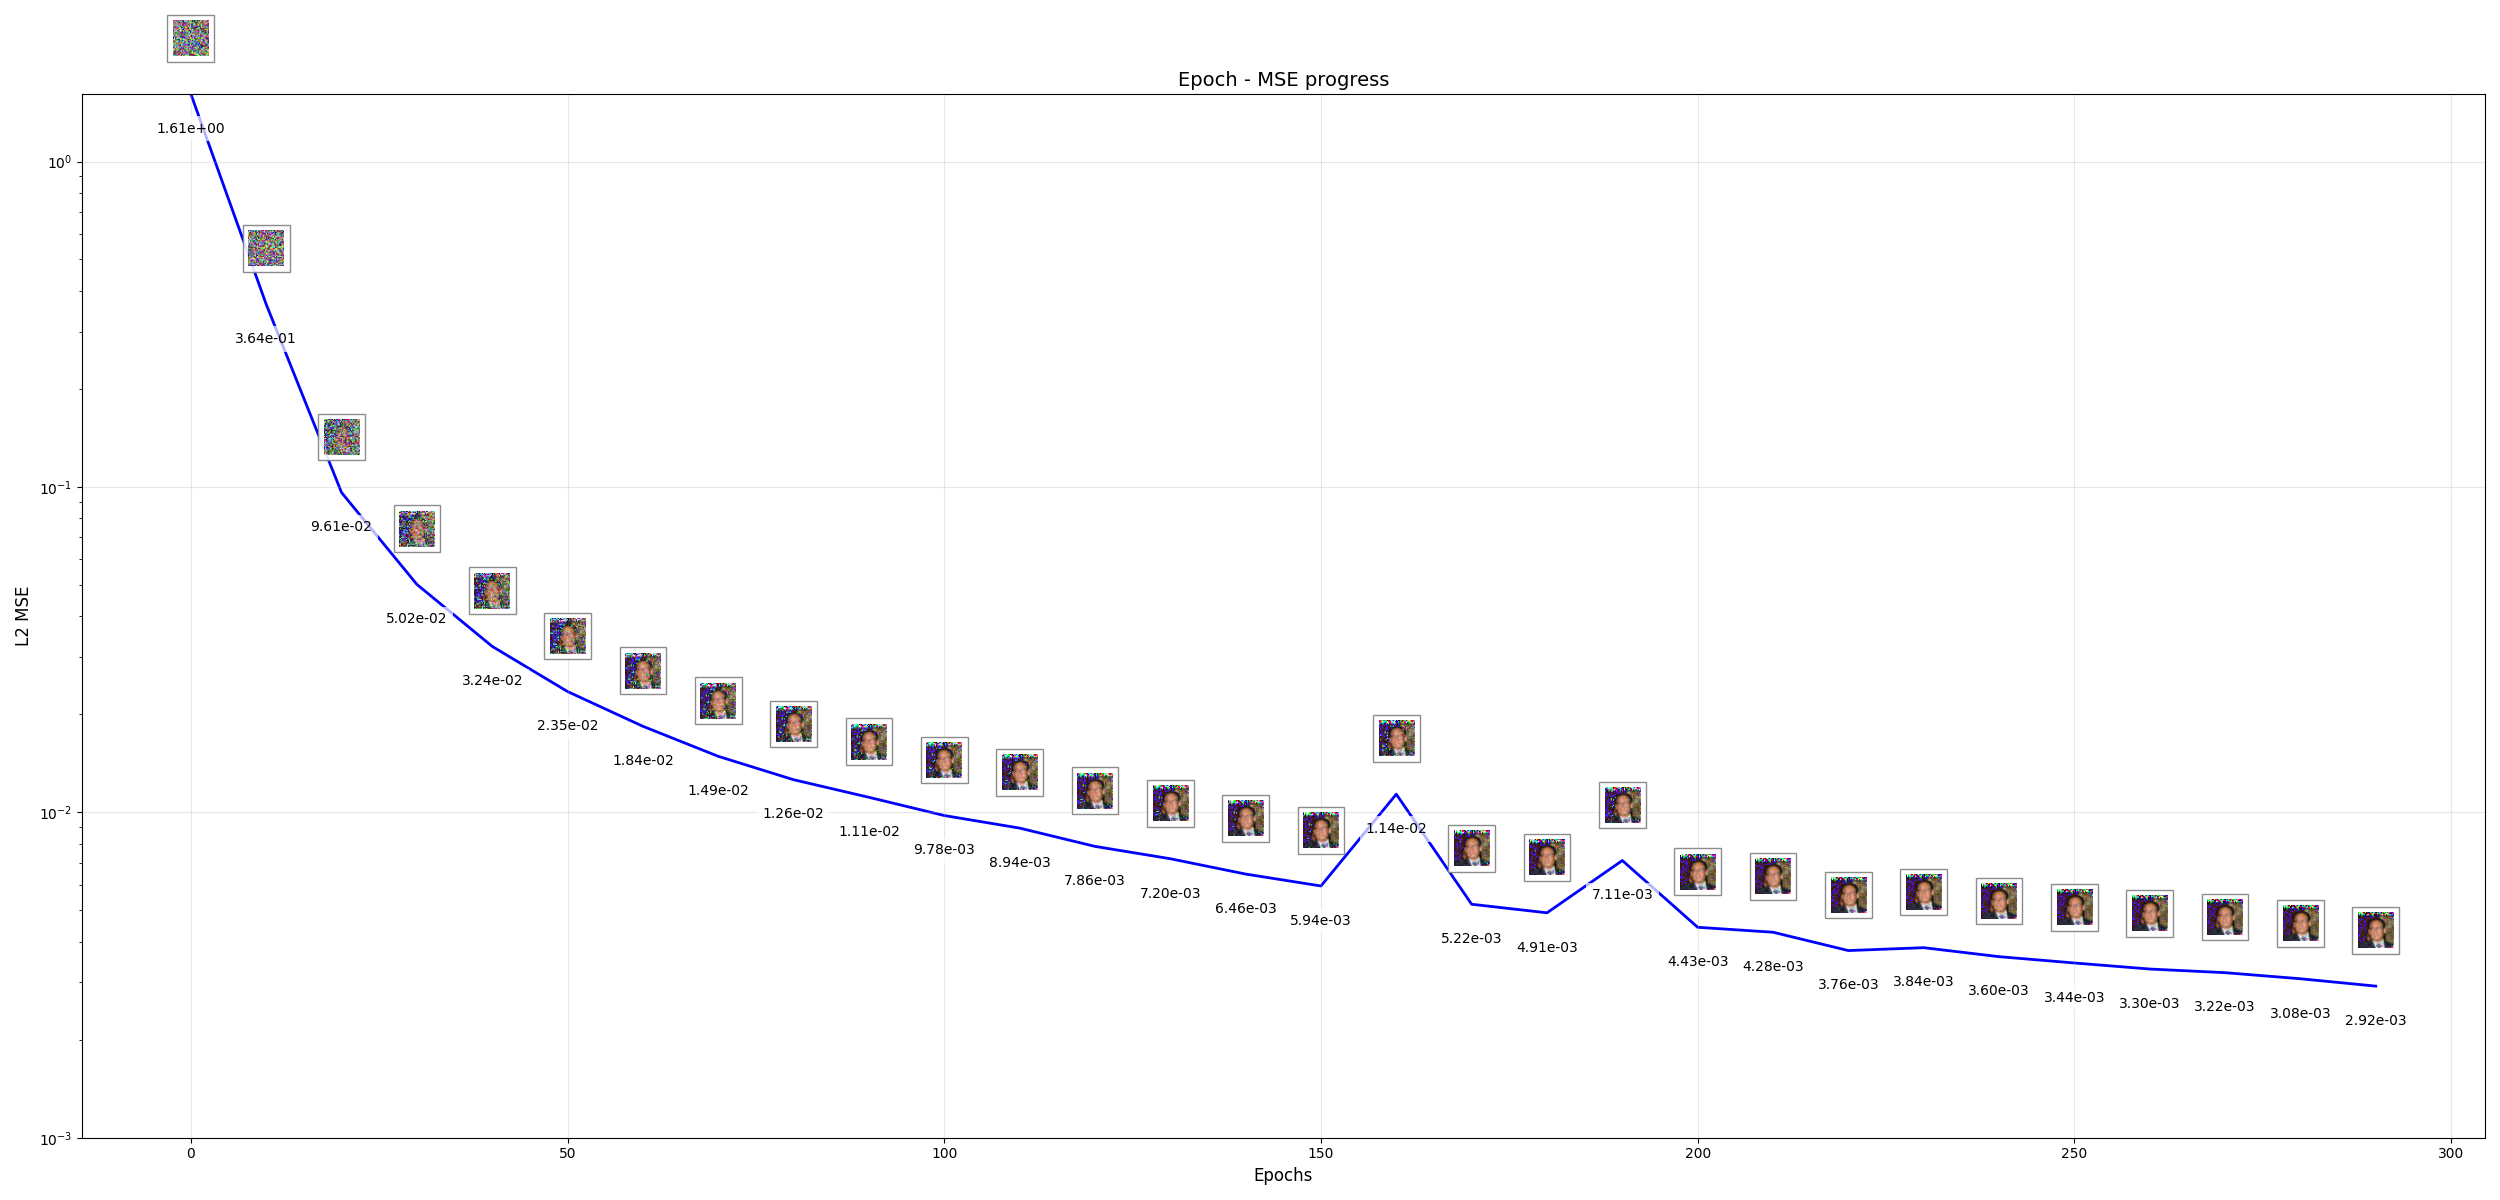 Epoch - MSE progress
L2 MSE
10⁰
10⁻¹
10⁻²
10⁻³
1.61e+00
3.64e-01
9.61e-02
5.02e-02
3.24e-02
2.35e-02
1.84e-02
1.49e-02
1.26e-02
1.11e-02
9.78e-03
8.94e-03
7.86e-03
7.20e-03
6.46e-03
5.94e-03
1.14e-02
5.22e-03
4.91e-03
7.11e-03
4.43e-03
4.28e-03
3.76e-03
3.84e-03
3.60e-03
3.44e-03
3.30e-03
3.22e-03
3.08e-03
2.92e-03
0 50 100 150 200 250 300
Epochs